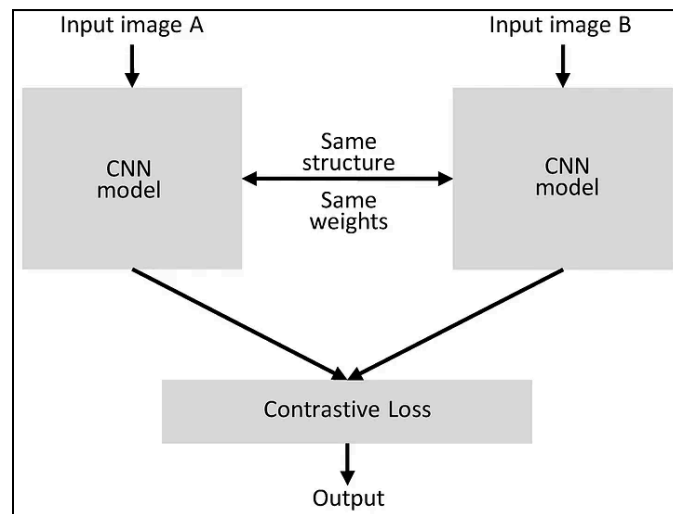 Input image A
Input image B
CNN
model
Same
structure
Same
weights
CNN
model
Contrastive Loss
Output